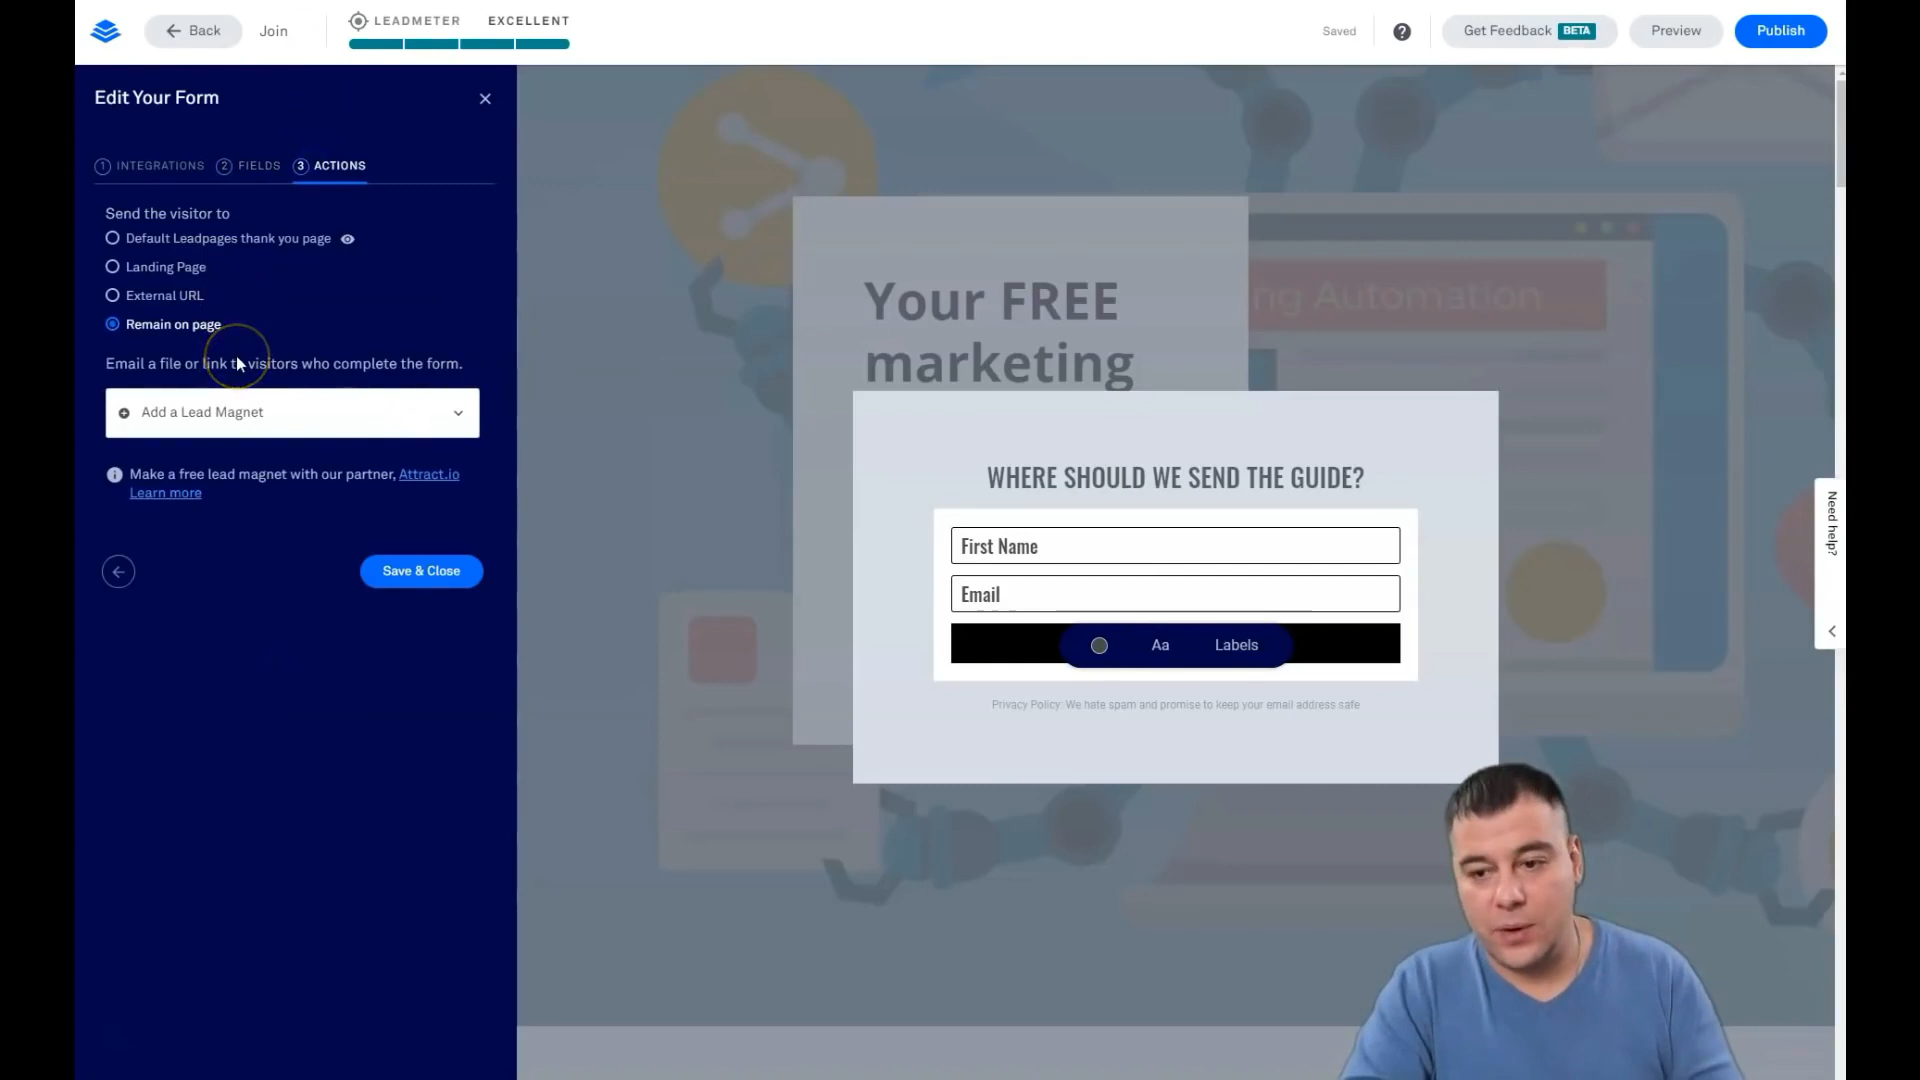 Back
Join
LEADMETER
EXCELLENT
Saved
?
Get Feedback BETA
Preview
Publish
Edit Your Form
1 INTEGRATIONS
2 FIELDS
3 ACTIONS
Send the visitor to
Default Leadpages thank you page
Landing Page
External URL
Remain on page
Email a file or link to visitors who complete the form.
Add a Lead Magnet
Make a free lead magnet with our partner, Attract.io
Learn more
Save & Close
Your FREE
marketing
ng Automation
WHERE SHOULD WE SEND THE GUIDE?
First Name
Email
Aa
Labels
Privacy Policy: We hate spam and promise to keep your email address safe
Need help?